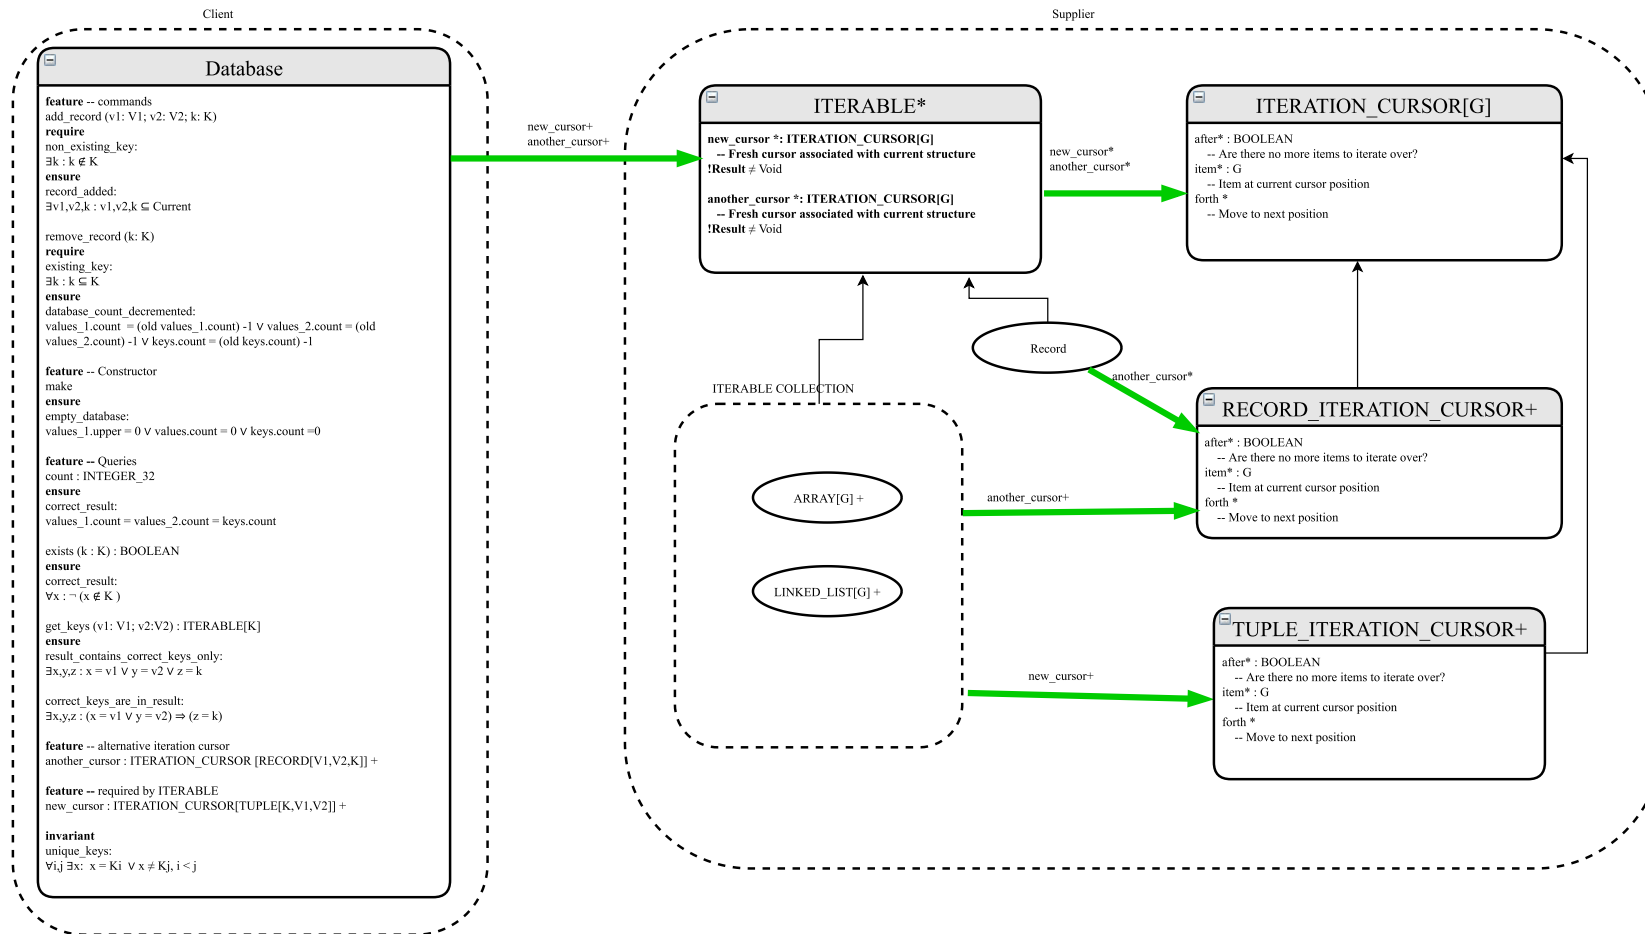 Client
Database
feature -- commands
add_record (v1: V1; v2: V2; k: K)
require
non_existing_key:
∃k : k ∉ K
ensure
record_added:
∃v1,v2,k : v1,v2,k ⊆ Current
remove_record (k: K)
require
existing_key:
∃k : k ⊆ K
ensure
database_count_decremented:
values_1.count  = (old values_1.count) -1 ∨ values_2.count = (old
values_2.count) -1 ∨ keys.count = (old keys.count) -1
feature -- Constructor
make
ensure
empty_database:
values_1.upper = 0 ∨ values.count = 0 ∨ keys.count =0
feature -- Queries
count : INTEGER_32
ensure
correct_result:
values_1.count = values_2.count = keys.count
exists (k : K) : BOOLEAN
ensure
correct_result:
∀x : ¬ (x ∉ K )
get_keys (v1: V1; v2:V2) : ITERABLE[K]
ensure
result_contains_correct_keys_only:
∃x,y,z : x = v1 ∨ y = v2 ∨ z = k
correct_keys_are_in_result:
∃x,y,z : (x = v1 ∨ y = v2) ⇒ (z = k)
feature -- alternative iteration cursor
another_cursor : ITERATION_CURSOR [RECORD[V1,V2,K]] +
feature -- required by ITERABLE
new_cursor : ITERATION_CURSOR[TUPLE[K,V1,V2]] +
invariant
unique_keys:
∀i,j ∃x:  x = Ki  ∨ x ≠ Kj, i < j
new_cursor+
another_cursor+
Supplier
ITERABLE*
new_cursor *: ITERATION_CURSOR[G]
-- Fresh cursor associated with current structure
!Result ≠ Void
another_cursor *: ITERATION_CURSOR[G]
-- Fresh cursor associated with current structure
!Result ≠ Void
new_cursor*
another_cursor*
ITERATION_CURSOR[G]
after* : BOOLEAN
-- Are there no more items to iterate over?
item* : G
-- Item at current cursor position
forth *
-- Move to next position
Record
another_cursor*
ITERABLE COLLECTION
ARRAY[G] +
LINKED_LIST[G] +
another_cursor+
new_cursor+
RECORD_ITERATION_CURSOR+
after* : BOOLEAN
-- Are there no more items to iterate over?
item* : G
-- Item at current cursor position
forth *
-- Move to next position
TUPLE_ITERATION_CURSOR+
after* : BOOLEAN
-- Are there no more items to iterate over?
item* : G
-- Item at current cursor position
forth *
-- Move to next position